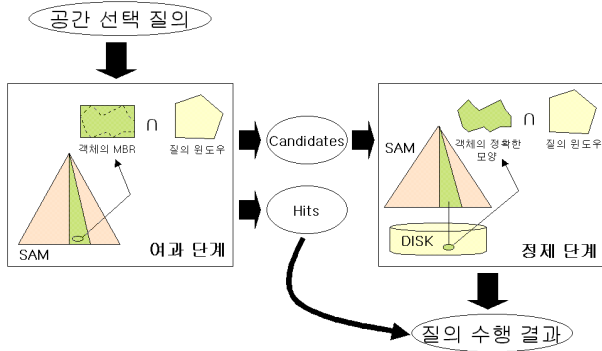 공간 선택 질의
객체의 MBR
질의 윈도우
SAM
여과 단계
Candidates
Hits
SAM
객체의 정확한
모양
질의 윈도우
DISK
정제 단계
질의 수행 결과